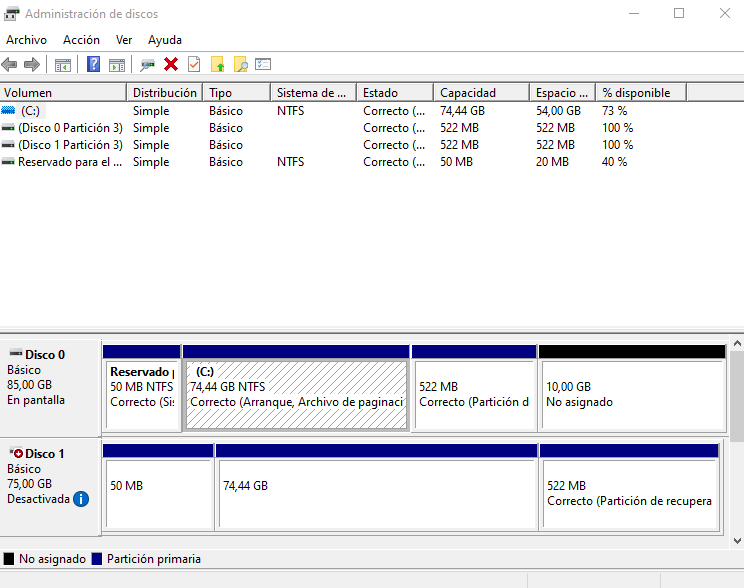 Administración de discos
Archivo Acción Ver Ayuda
Volumen Distribución Tipo Sistema de ... Estado Capacidad Espacio ... % disponible
(C:) Simple Básico NTFS Correcto (... 74,44 GB 54,00 GB 73 %
(Disco 0 Partición 3) Simple Básico Correcto (... 522 MB 522 MB 100 %
(Disco 1 Partición 3) Simple Básico Correcto (... 522 MB 522 MB 100 %
Reservado para el ... Simple Básico NTFS Correcto (... 50 MB 20 MB 40 %
Disco 0
Básico
85,00 GB
En pantalla
Reservado p
50 MB NTFS
Correcto (Sis
(C:)
74,44 GB NTFS
Correcto (Arranque, Archivo de paginaci
522 MB
Correcto (Partición d
10,00 GB
No asignado
Disco 1
Básico
75,00 GB
Desactivada
50 MB
74,44 GB
522 MB
Correcto (Partición de recupera
No asignado Partición primaria